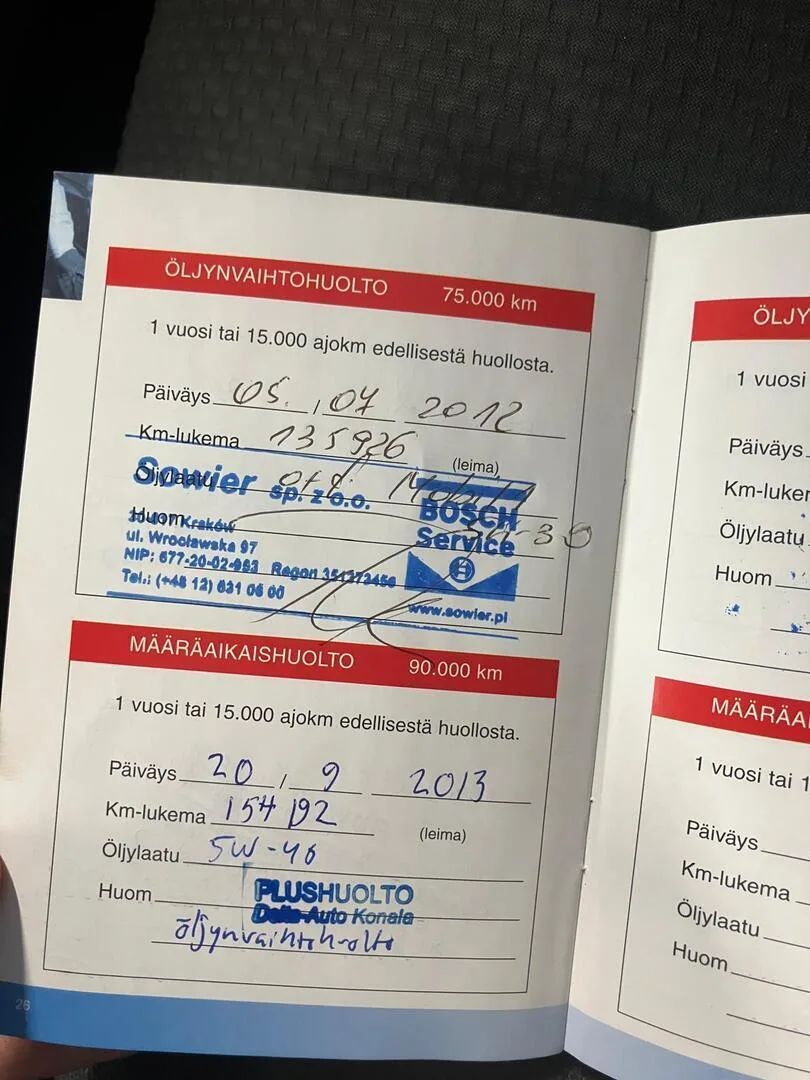 ÖLJYNVAIHTOHUOLTO 75.000 km
1 vuosi tai 15.000 ajokm edellisestä huollosta.
Päiväys 05. / 07 2012
Km-lukema 135926
(leima)
Öljylaatu
Sowier sp. z o.o.
Huom
Kraków
ul. Wrocławska 97
NIP: 677-20-02-953 Regon 351273456
Tel.: (+48 12) 631 06 00
BOSCH
Service
www.sowier.pl
MÄÄRÄAIKAISHUOLTO 90.000 km
1 vuosi tai 15.000 ajokm edellisestä huollosta.
Päiväys 20 / 9 2013
Km-lukema 154 192
(leima)
Öljylaatu 5W-40
Huom
PLUSHUOLTO
Delta-Auto Konala
öljynvaihtohuolto
26
ÖLJY
1 vuosi
Päiväys
Km-luke
Öljylaatu
Huom
MÄÄRÄA
1 vuosi tai 1
Päiväys
Km-lukema
Öljylaatu
Huom